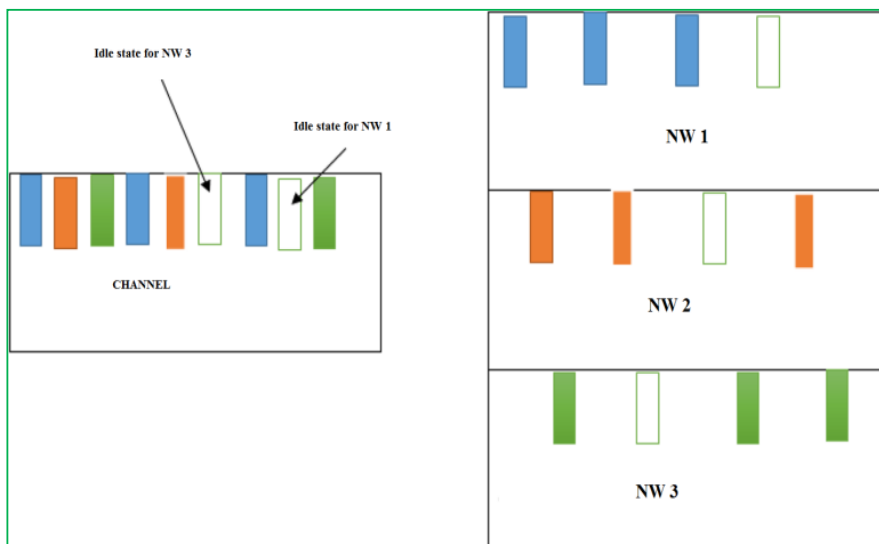 Idle state for NW 3
Idle state for NW 1
CHANNEL
NW 1
NW 2
NW 3